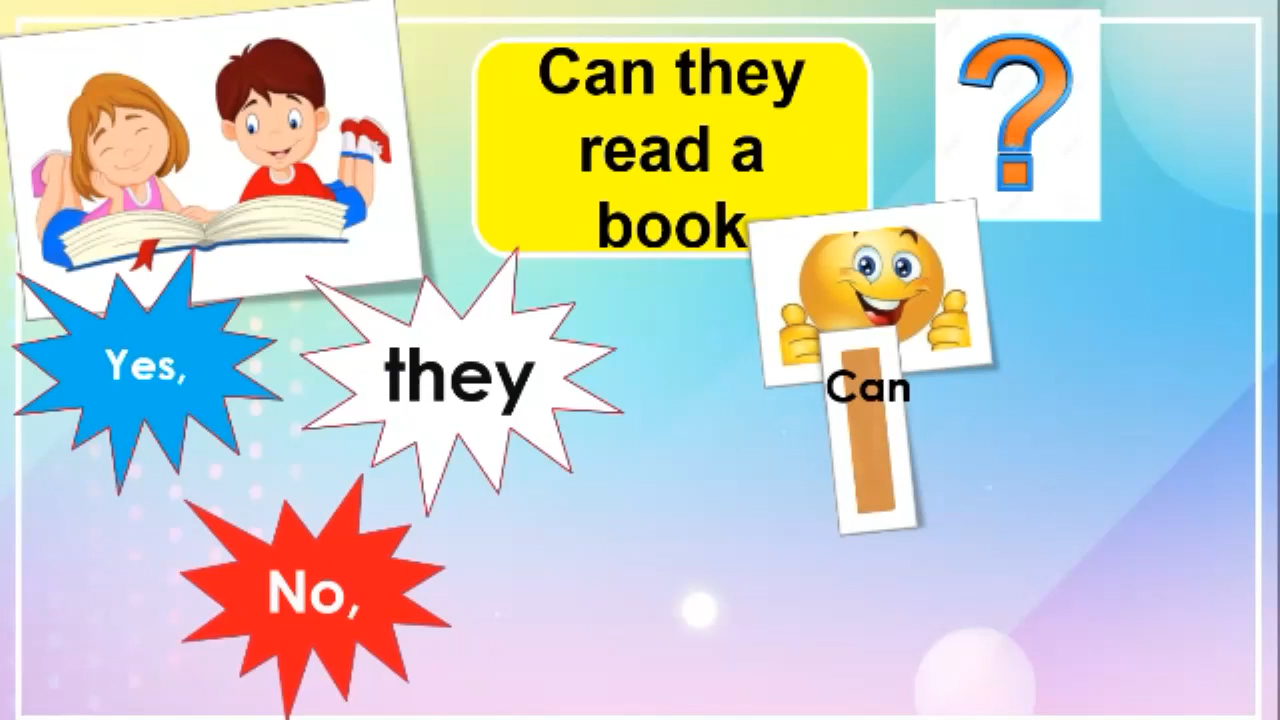 Can they
read a
book
?
Yes,
they
Can
No,